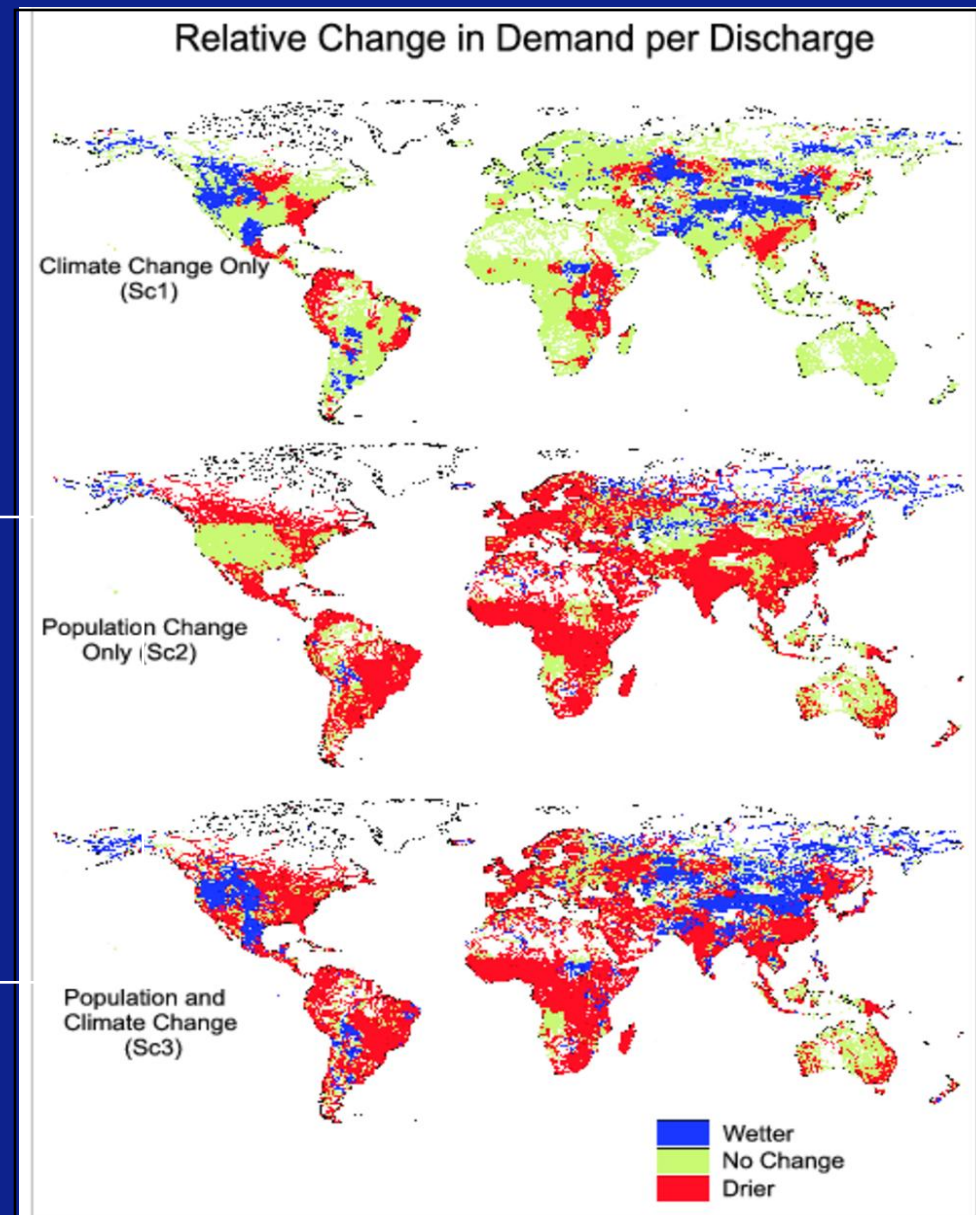 Relative Change in Demand per Discharge
Climate Change Only
(Sc1)
Population Change
Only (Sc2)
Population and
Climate Change
(Sc3)
Wetter
No Change
Drier